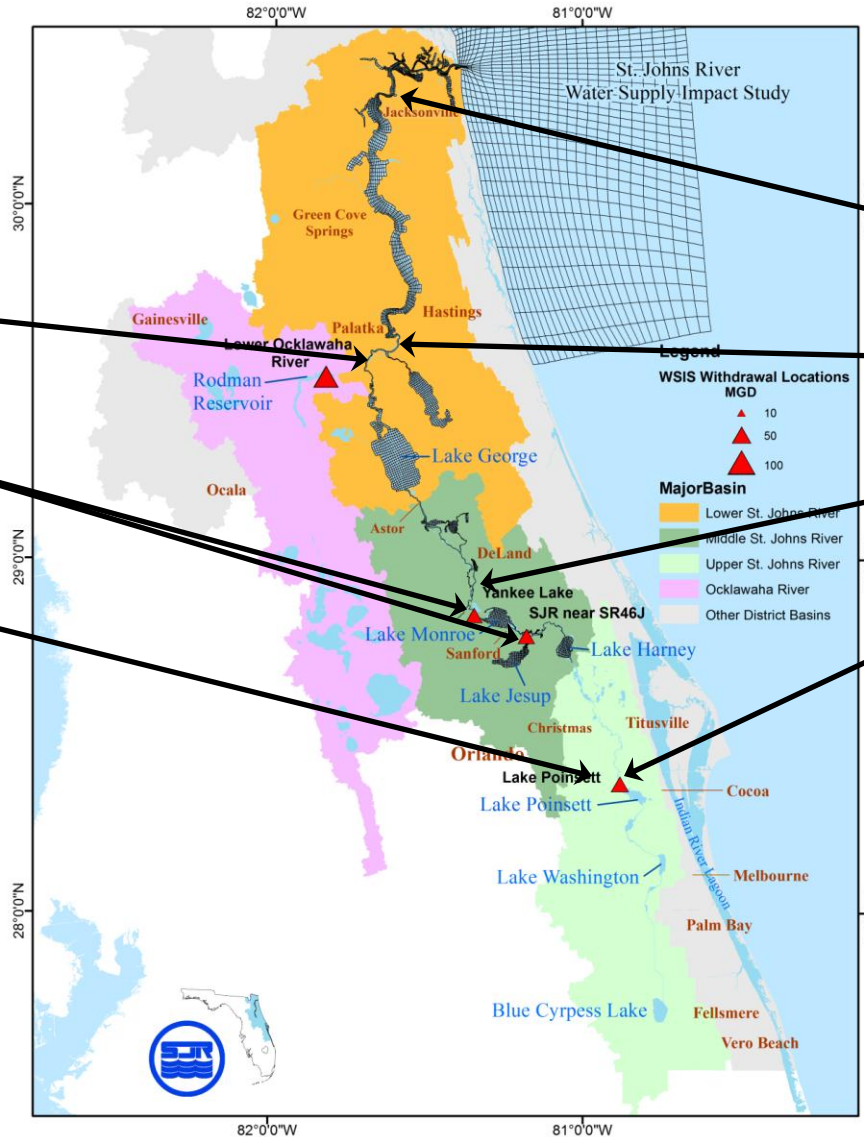 82°0'0"W
81°0'0"W
St. Johns River
Water Supply Impact Study
Jacksonville
30°0'0"N
Green Cove
Springs
Hastings
Gainesville
Palatka
Lower Ocklawaha
River
Rodman
Reservoir
Legend
WSIS Withdrawal Locations
MGD
10
50
100
MajorBasin
Lower St. Johns River
Middle St. Johns River
Upper St. Johns River
Ocklawaha River
Other District Basins
Lake George
Ocala
Astor
29°0'0"N
DeLand
Yankee Lake
SJR near SR46J
Lake Monroe
Sanford
Lake Harney
Lake Jesup
Christmas
Titusville
Orlando
Lake Poinsett
Cocoa
Lake Poinsett
Indian River Lagoon
Lake Washington
Melbourne
28°0'0"N
Palm Bay
Blue Cyrpess Lake
Fellsmere
Vero Beach
SJR
82°0'0"W
81°0'0"W